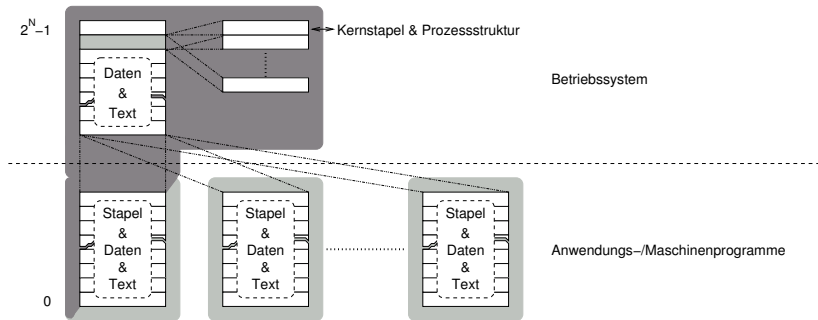 2^N−1
Kernstapel & Prozessstruktur
Daten
&
Text
Betriebssystem
Stapel
&
Daten
&
Text
Stapel
&
Daten
&
Text
Stapel
&
Daten
&
Text
Anwendungs−/Maschinenprogramme
0